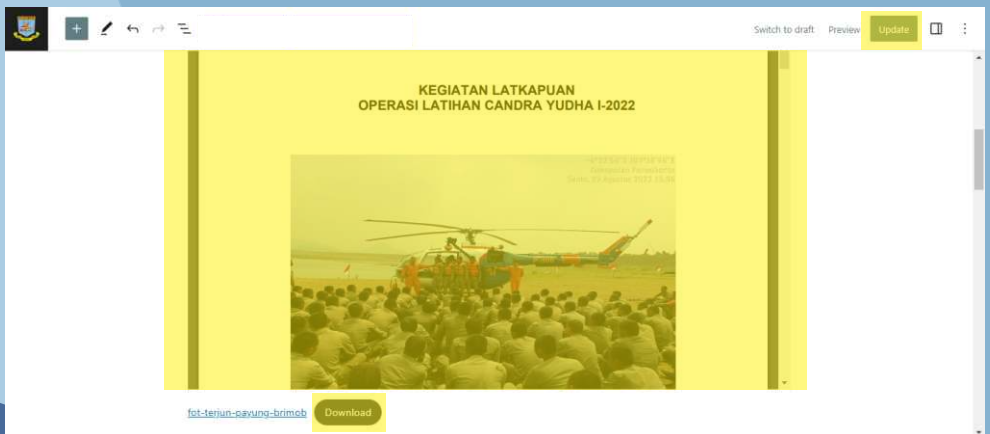 Switch to draft Preview Update
KEGIATAN LATKAPUAN
OPERASI LATIHAN CANDRA YUDHA I-2022
fot-terjun-payung-brimob Download